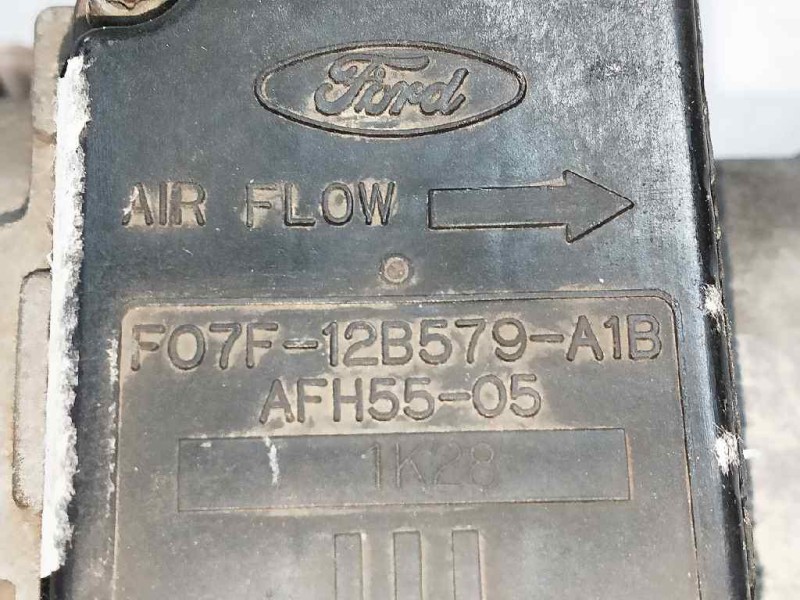 Ford
AIR FLOW
F07F-12B579-A1B
AFH55-05
1K28